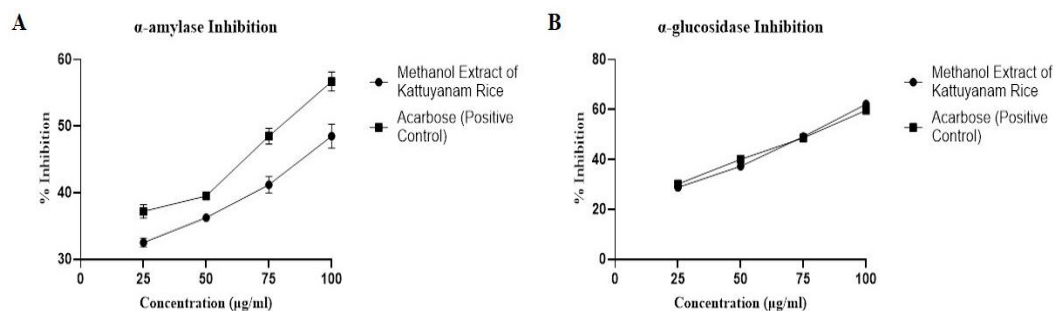 A
α-amylase Inhibition
60
50
40
30
% Inhibition
0
25
50
75
100
Concentration (µg/ml)
Methanol Extract of
Kattuyanam Rice
Acarbose (Positive
Control)
B
α-glucosidase Inhibition
80
60
40
20
0
% Inhibition
0
25
50
75
100
Concentration (µg/ml)
Methanol Extract of
Kattuyanam Rice
Acarbose (Positive
Control)